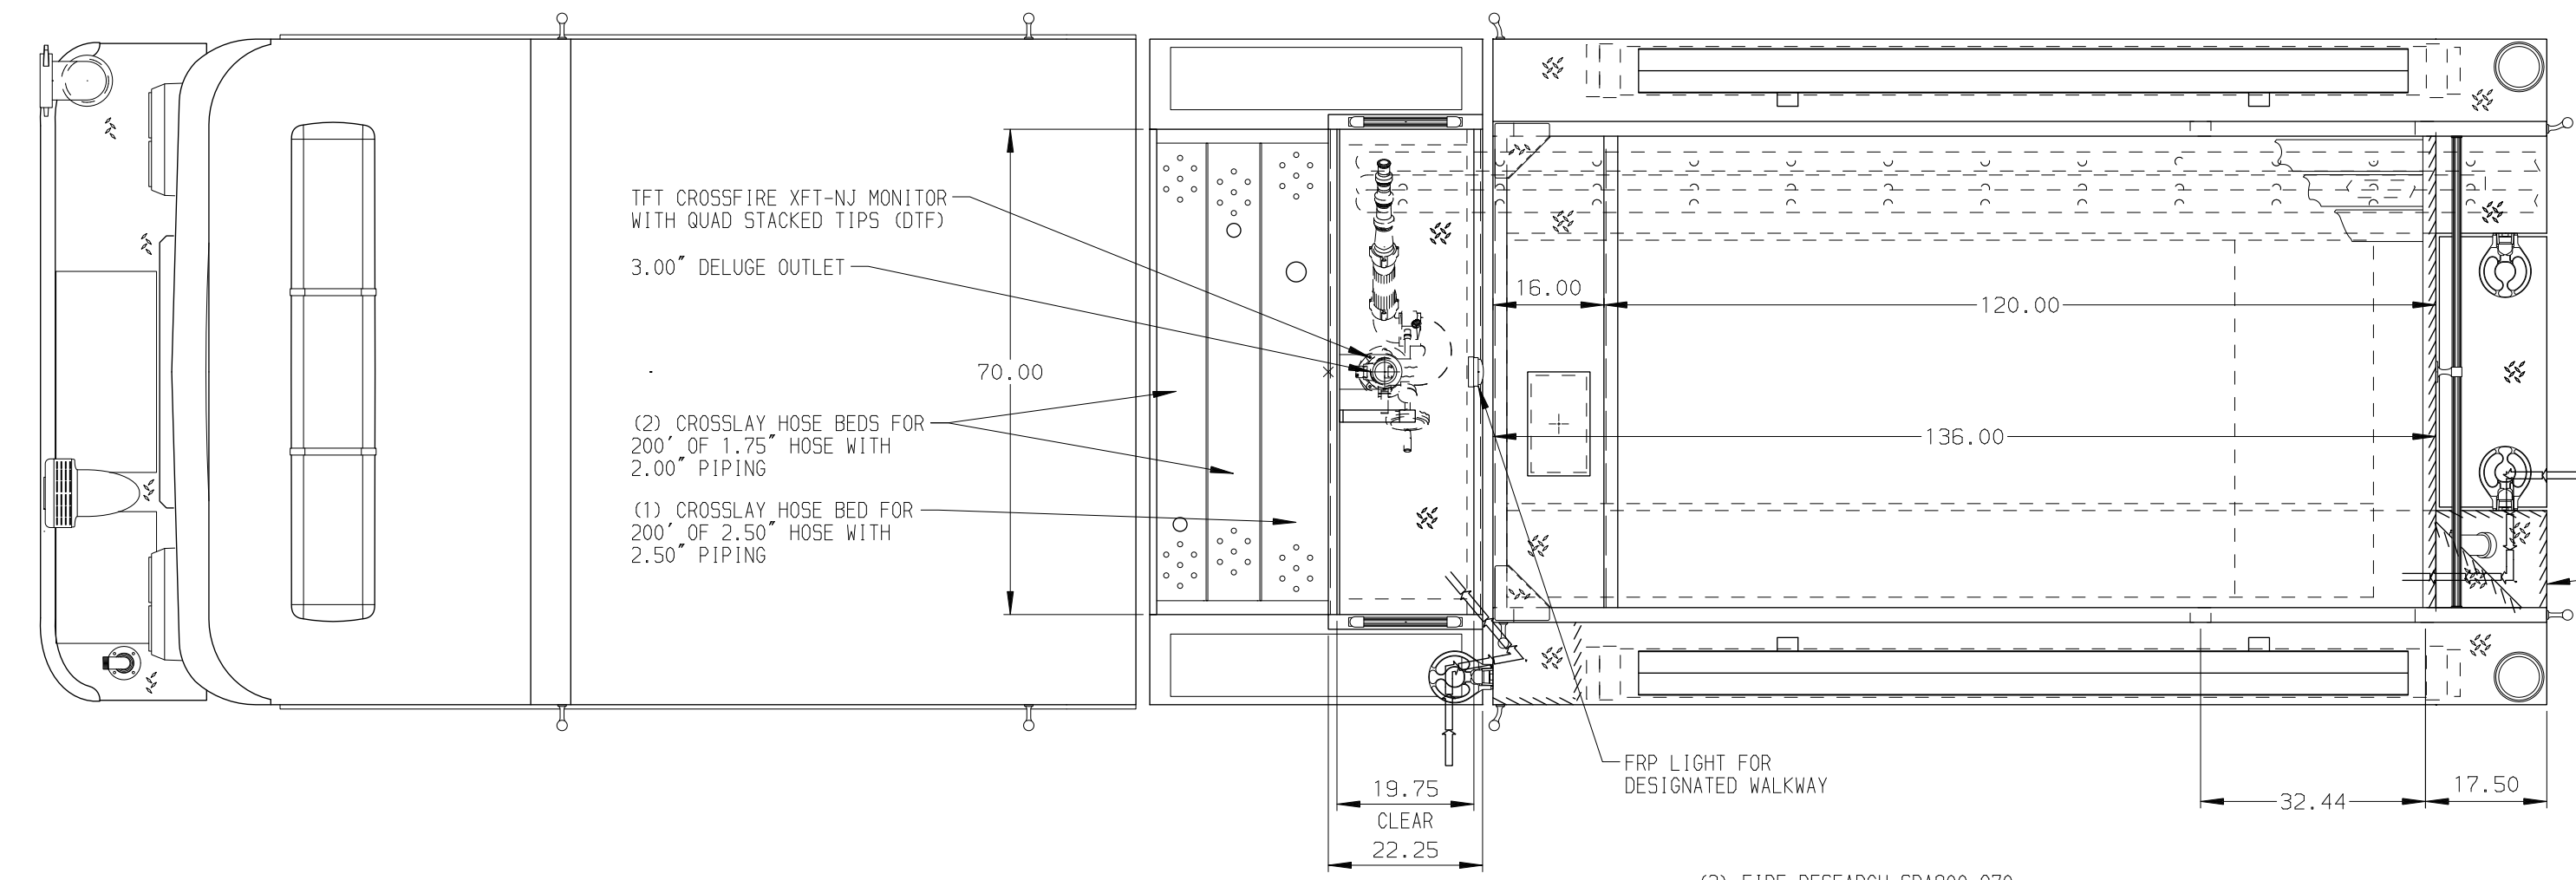 TFT CROSSFIRE XFT-NJ MONITOR
WITH QUAD STACKED TIPS (DTF)
3.00" DELUGE OUTLET
70.00
(2) CROSSLAY HOSE BEDS FOR
200' OF 1.75" HOSE WITH
2.00" PIPING
(1) CROSSLAY HOSE BED FOR
200' OF 2.50" HOSE WITH
2.50" PIPING
16.00
120.00
136.00
FRP LIGHT FOR
DESIGNATED WALKWAY
19.75
CLEAR
22.25
32.44
17.50